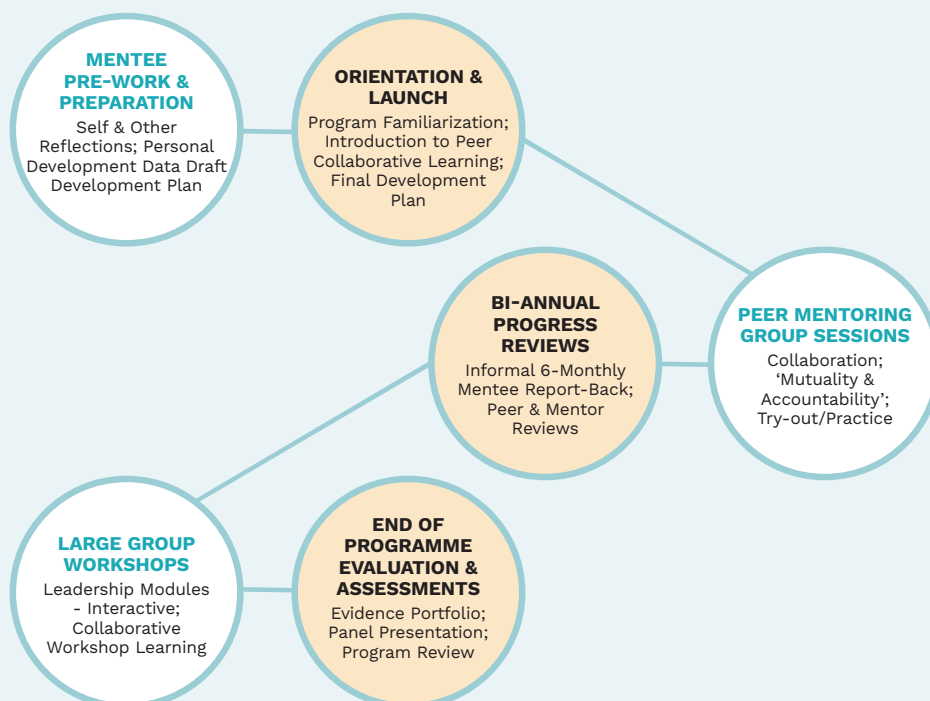 MENTEE
PRE-WORK &
PREPARATION
Self & Other
Reflections; Personal
Development Data Draft
Development Plan
ORIENTATION &
LAUNCH
Program Familiarization;
Introduction to Peer
Collaborative Learning;
Final Development
Plan
PEER MENTORING
GROUP SESSIONS
Collaboration;
‘Mutuality &
Accountability’;
Try-out/Practice
BI-ANNUAL
PROGRESS
REVIEWS
Informal 6-Monthly
Mentee Report-Back;
Peer & Mentor
Reviews
LARGE GROUP
WORKSHOPS
Leadership Modules
- Interactive;
Collaborative
Workshop Learning
END OF
PROGRAMME
EVALUATION &
ASSESSMENTS
Evidence Portfolio;
Panel Presentation;
Program Review